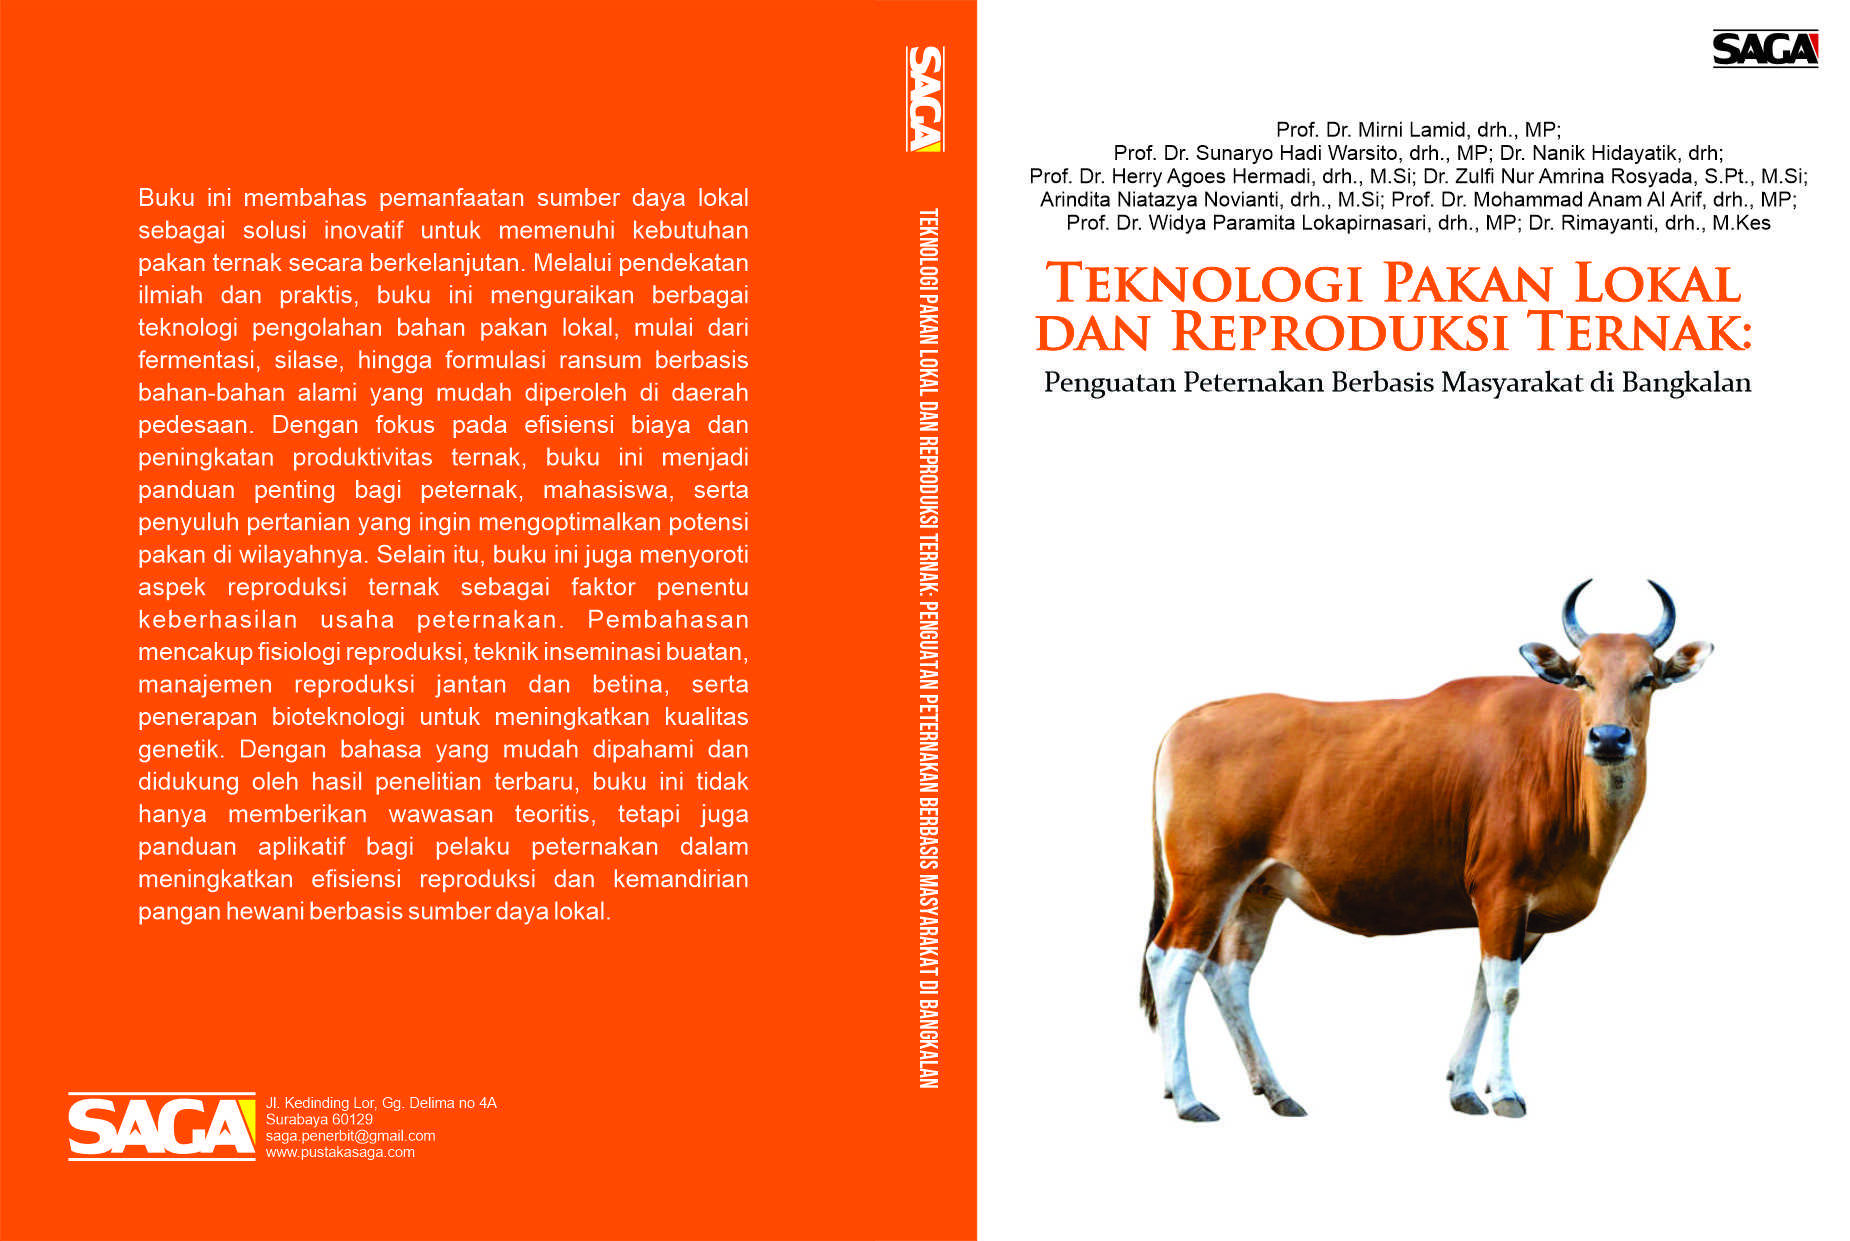 Buku ini membahas pemanfaatan sumber daya lokal
sebagai solusi inovatif untuk memenuhi kebutuhan
pakan ternak secara berkelanjutan. Melalui pendekatan
ilmiah dan praktis, buku ini menguraikan berbagai
teknologi pengolahan bahan pakan lokal, mulai dari
fermentasi, silase, hingga formulasi ransum berbasis
bahan-bahan alami yang mudah diperoleh di daerah
pedesaan. Dengan fokus pada efisiensi biaya dan
peningkatan produktivitas ternak, buku ini menjadi
panduan penting bagi peternak, mahasiswa, serta
penyuluh pertanian yang ingin mengoptimalkan potensi
pakan di wilayahnya. Selain itu, buku ini juga menyoroti
aspek reproduksi ternak sebagai faktor penentu
keberhasilan usaha peternakan. Pembahasan
mencakup fisiologi reproduksi, teknik inseminasi buatan,
manajemen reproduksi jantan dan betina, serta
penerapan bioteknologi untuk meningkatkan kualitas
genetik. Dengan bahasa yang mudah dipahami dan
didukung oleh hasil penelitian terbaru, buku ini tidak
hanya memberikan wawasan teoritis, tetapi juga
panduan aplikatif bagi pelaku peternakan dalam
meningkatkan efisiensi reproduksi dan kemandirian
pangan hewani berbasis sumber daya lokal.
SAGA
Jl. Kedinding Lor, Gg. Delima no 4A
Surabaya 60129
saga.penerbit@gmail.com
www.pustakasaga.com
SAGA
TEKNOLOGI PAKAN LOKAL DAN REPRODUKSI TERNAK: PENGUATAN PETERNAKAN BERBASIS MASYARAKAT DI BANGKALAN
SAGA
Prof. Dr. Mirni Lamid, drh., MP;
Prof. Dr. Sunaryo Hadi Warsito, drh., MP; Dr. Nanik Hidayatik, drh;
Prof. Dr. Herry Agoes Hermadi, drh., M.Si; Dr. Zulfi Nur Amrina Rosyada, S.Pt., M.Si;
Arindita Niatazya Novianti, drh., M.Si; Prof. Dr. Mohammad Anam Al Arif, drh., MP;
Prof. Dr. Widya Paramita Lokapirnasari, drh., MP; Dr. Rimayanti, drh., M.Kes
TEKNOLOGI PAKAN LOKAL
DAN REPRODUKSI TERNAK:
Penguatan Peternakan Berbasis Masyarakat di Bangkalan